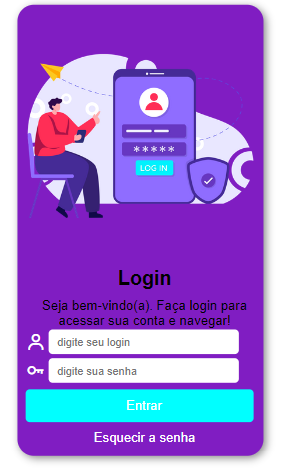 *****
LOG IN
Login
Seja bem-vindo(a). Faça login para
acessar sua conta e navegar!
digite seu login
digite sua senha
Entrar
Esquecir a senha